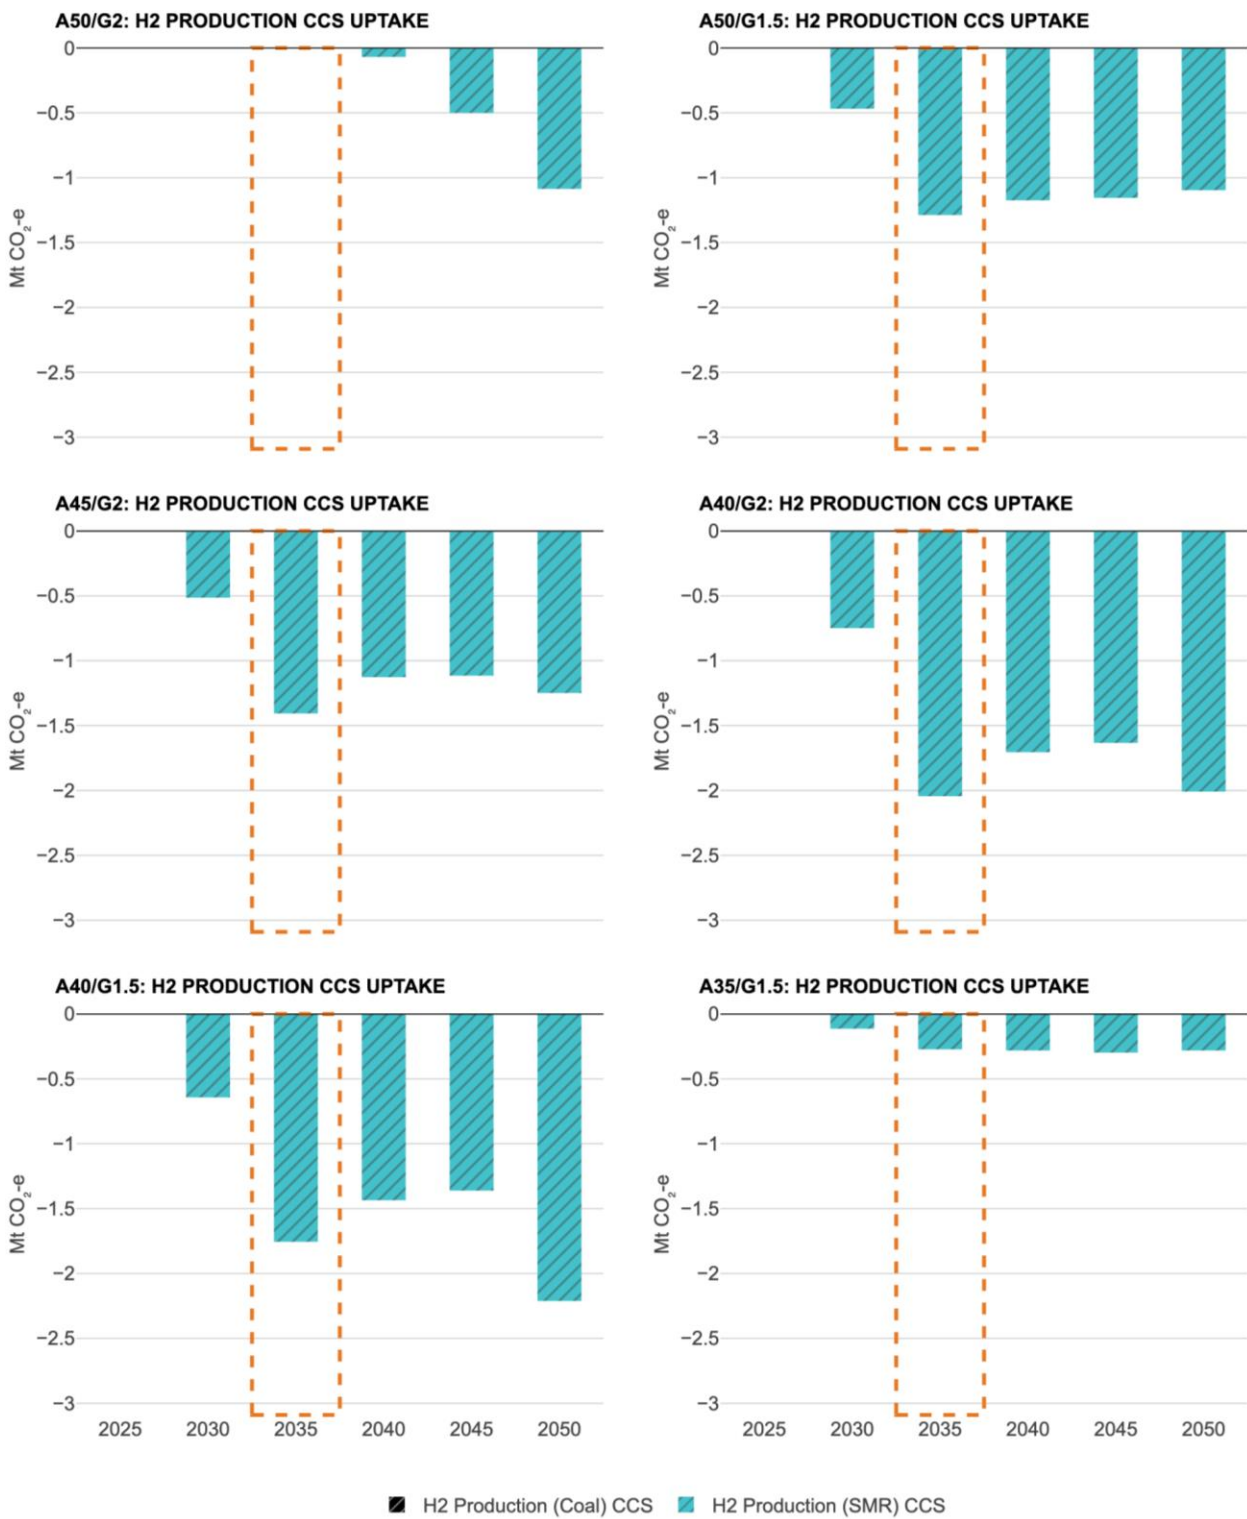 A50/G2: H2 PRODUCTION CCS UPTAKE
0
−0.5
−1
−1.5
−2
−2.5
−3
Mt CO₂-e
A50/G1.5: H2 PRODUCTION CCS UPTAKE
0
−0.5
−1
−1.5
−2
−2.5
−3
Mt CO₂-e
A45/G2: H2 PRODUCTION CCS UPTAKE
0
−0.5
−1
−1.5
−2
−2.5
−3
Mt CO₂-e
A40/G2: H2 PRODUCTION CCS UPTAKE
0
−0.5
−1
−1.5
−2
−2.5
−3
Mt CO₂-e
A40/G1.5: H2 PRODUCTION CCS UPTAKE
0
−0.5
−1
−1.5
−2
−2.5
−3
Mt CO₂-e
2025 2030 2035 2040 2045 2050
A35/G1.5: H2 PRODUCTION CCS UPTAKE
0
−0.5
−1
−1.5
−2
−2.5
−3
Mt CO₂-e
2025 2030 2035 2040 2045 2050
H2 Production (Coal) CCS H2 Production (SMR) CCS